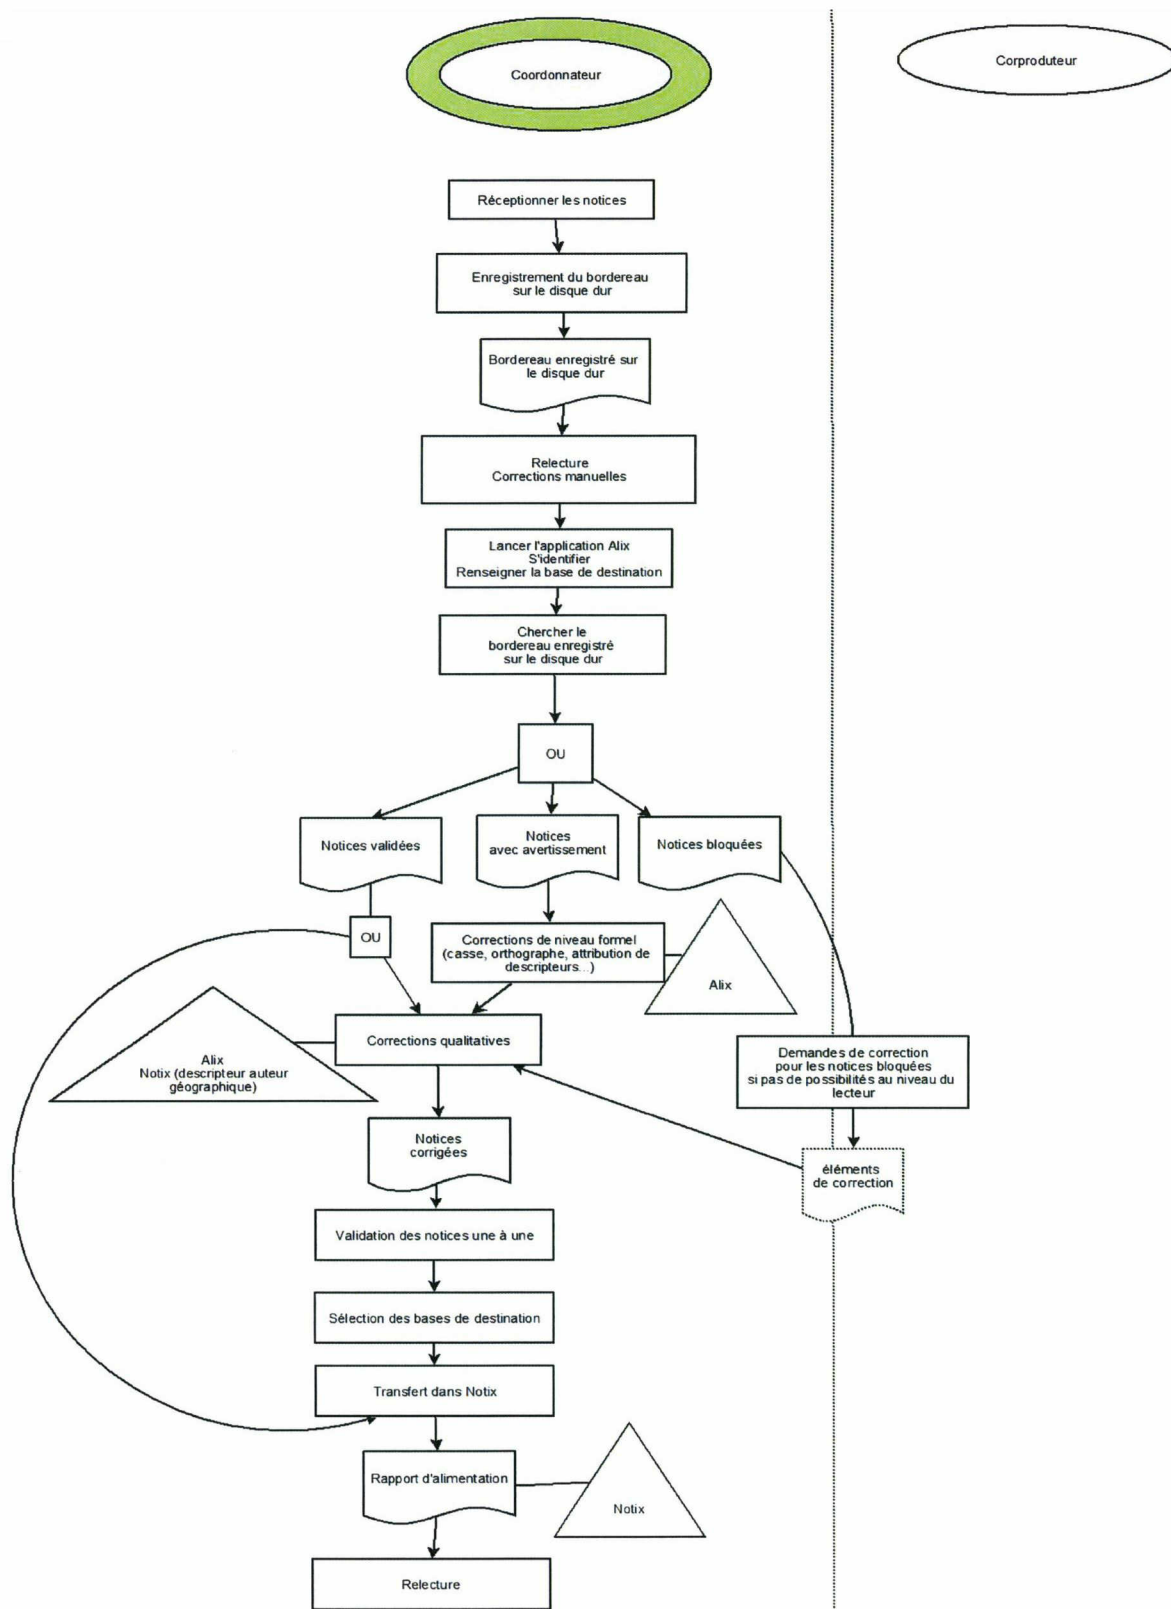 Coordonnateur
Corproduteur
Réceptionner les notices
Enregistrement du bordereau
sur le disque dur
Bordereau enregistré sur
le disque dur
Relecture
Corrections manuelles
Lancer l'application Alix
S'identifier
Renseigner la base de destination
Chercher le
bordereau enregistré
sur le disque dur
OU
Notices validées
Notices
avec avertissement
Notices bloquées
OU
Corrections de niveau formel
(casse, orthographe, attribution de
descripteurs...)
Alix
Alix
Notix (descripteur auteur
géographique)
Corrections qualitatives
Demandes de correction
pour les notices bloquées
si pas de possibilités au niveau du
lecteur
Notices
corrigées
éléments
de correction
Validation des notices une à une
Sélection des bases de destination
Transfert dans Notix
Rapport d'alimentation
Notix
Relecture